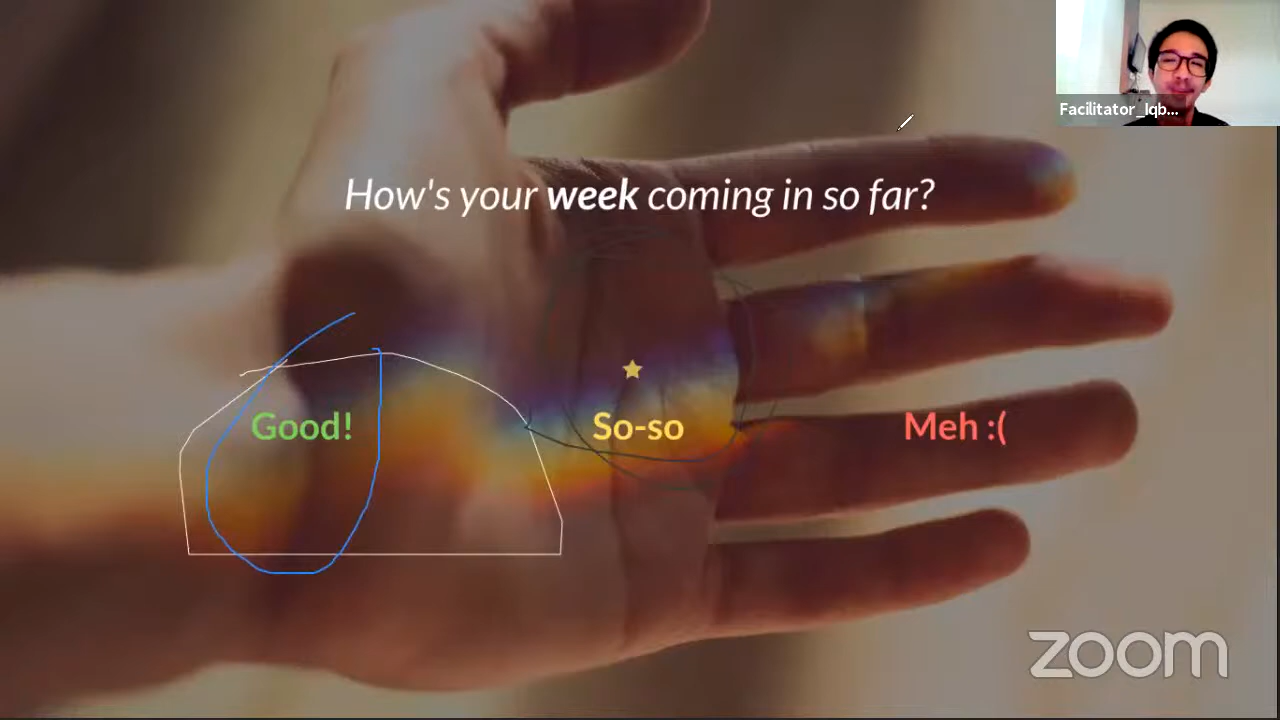 Facilitator_Iqb...
How's your week coming in so far?
Good!
So-so
Meh :(
zoom